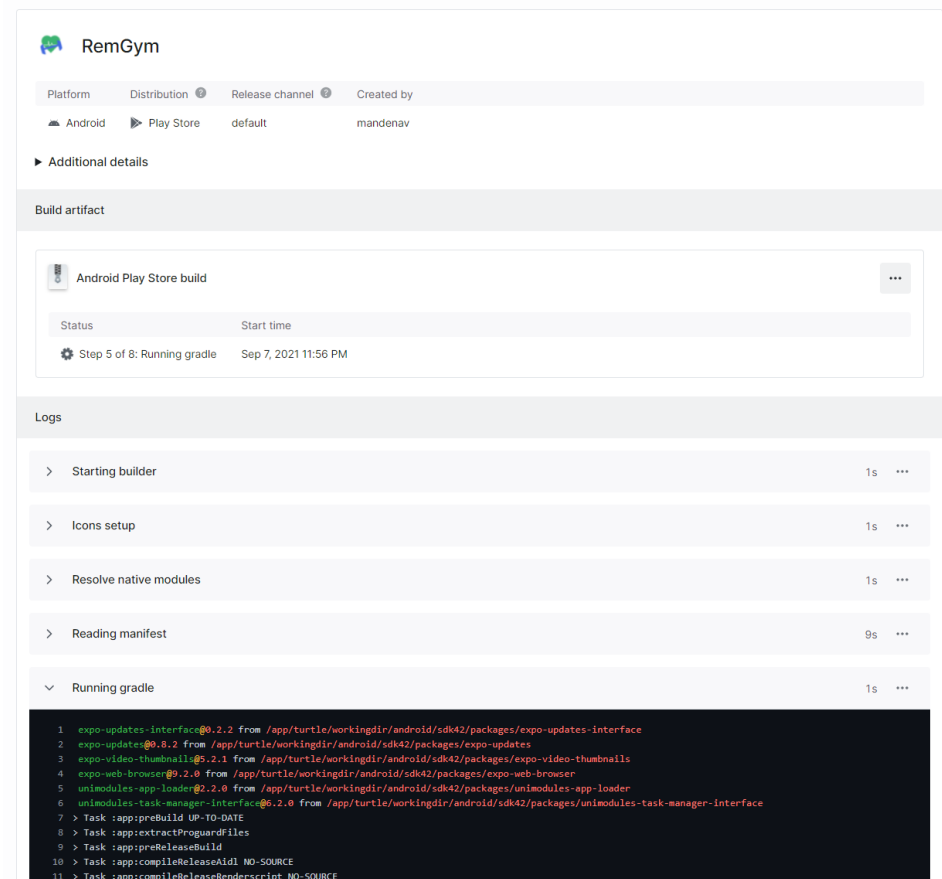 RemGym
Platform Distribution ? Release channel ? Created by
Android Play Store default mandenav
Additional details
Build artifact
Android Play Store build
Status Start time
Step 5 of 8: Running gradle Sep 7, 2021 11:56 PM
Logs
Starting builder 1s
Icons setup 1s
Resolve native modules 1s
Reading manifest 9s
Running gradle 1s
1 expo-updates-interface@0.2.2 from /app/turtle/workingdir/android/sdk42/packages/expo-updates-interface
2 expo-updates@0.8.2 from /app/turtle/workingdir/android/sdk42/packages/expo-updates
3 expo-video-thumbnails@5.2.1 from /app/turtle/workingdir/android/sdk42/packages/expo-video-thumbnails
4 expo-web-browser@9.2.0 from /app/turtle/workingdir/android/sdk42/packages/expo-web-browser
5 unimodules-app-loader@2.2.0 from /app/turtle/workingdir/android/sdk42/packages/unimodules-app-loader
6 unimodules-task-manager-interface@6.2.0 from /app/turtle/workingdir/android/sdk42/packages/unimodules-task-manager-interface
7 > Task :app:preBuild UP-TO-DATE
8 > Task :app:extractProguardFiles
9 > Task :app:preReleaseBuild
10 > Task :app:compileReleaseAidl NO-SOURCE
11 > Task :app:compileReleaseRenderscript NO-SOURCE